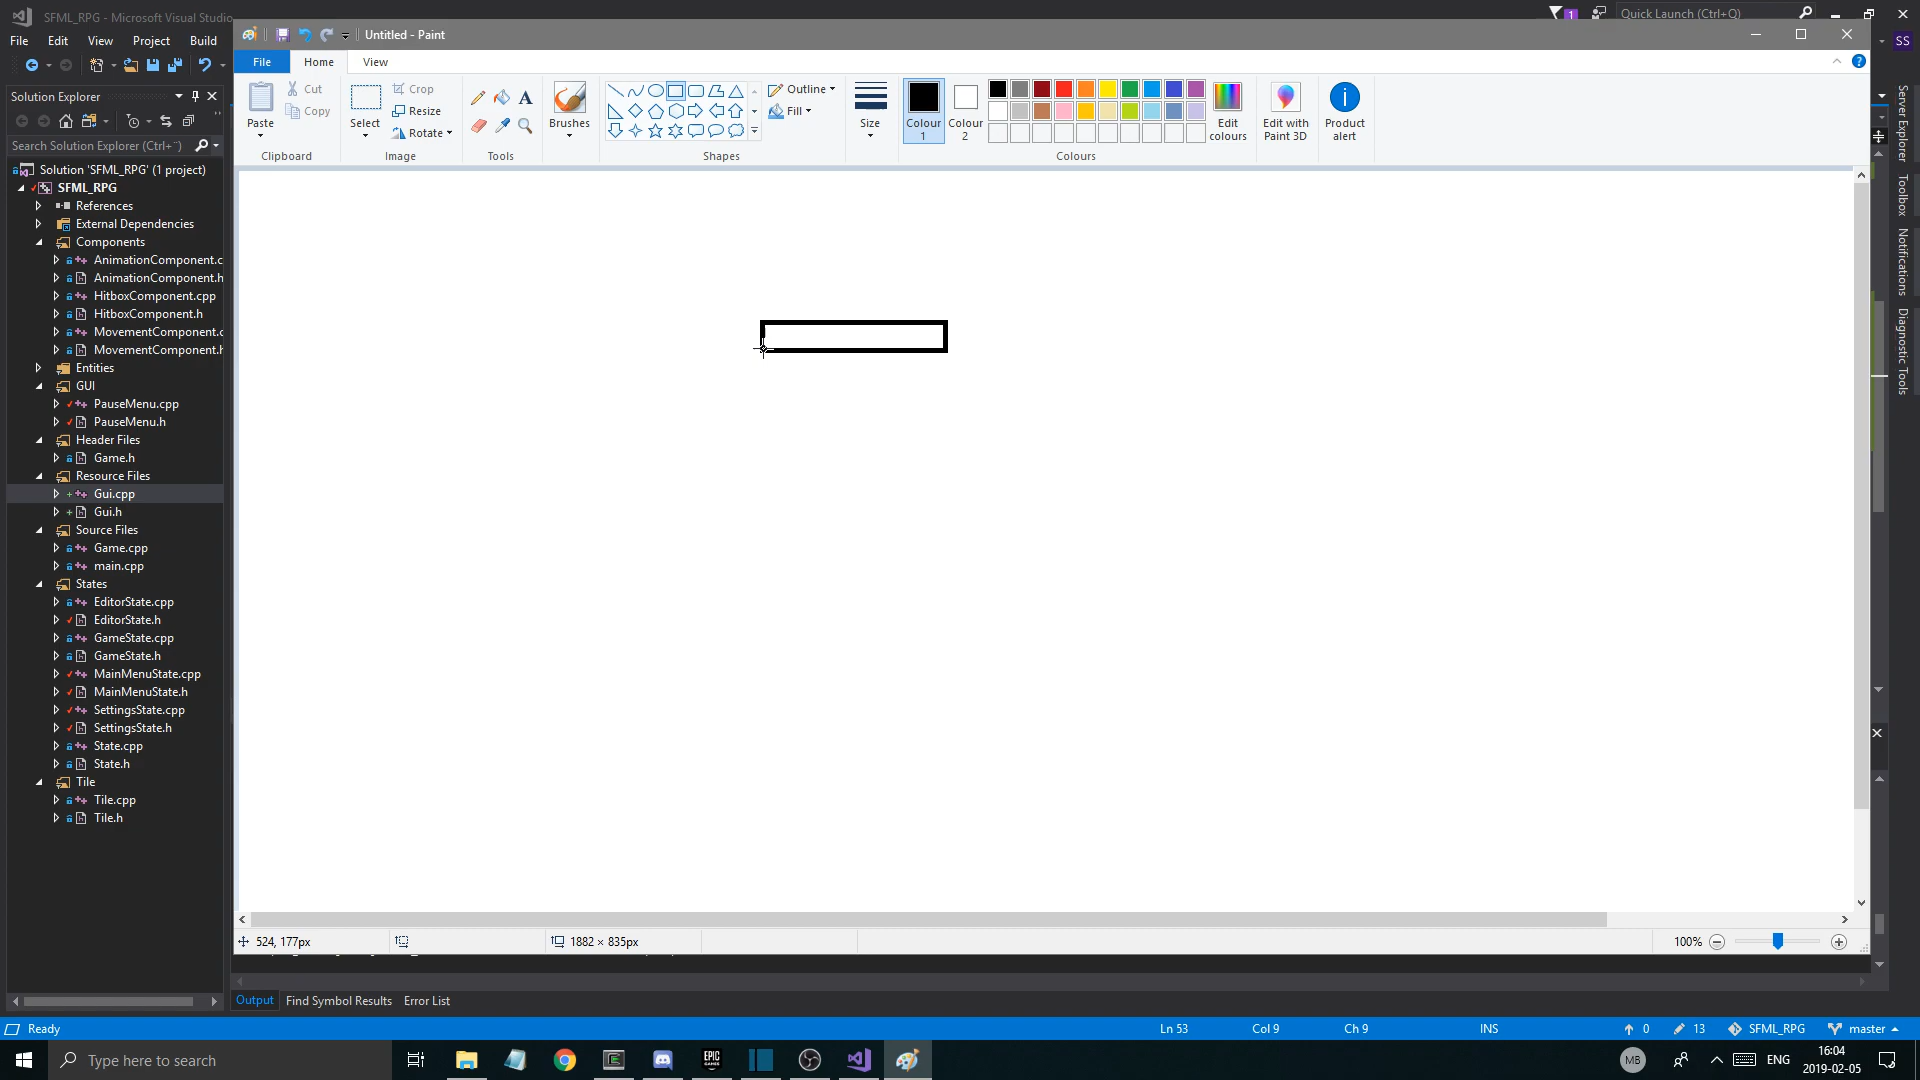 SFML_RPG - Microsoft Visual Studio
Quick Launch (Ctrl+Q)
1
File Edit View Project Build
SS
Untitled - Paint
File Home View
Paste
Cut
Copy
Clipboard
Select
Crop
Resize
Rotate
Image
A
Tools
Brushes
Outline
Fill
Shapes
Size
Colour 1
Colour 2
Edit colours
Colours
Edit with Paint 3D
Product alert
Solution Explorer
Search Solution Explorer (Ctrl+¨)
Solution 'SFML_RPG' (1 project)
SFML_RPG
References
External Dependencies
Components
AnimationComponent.c
AnimationComponent.h
HitboxComponent.cpp
HitboxComponent.h
MovementComponent.c
MovementComponent.h
Entities
GUI
PauseMenu.cpp
PauseMenu.h
Header Files
Game.h
Resource Files
Gui.cpp
Gui.h
Source Files
Game.cpp
main.cpp
States
EditorState.cpp
EditorState.h
GameState.cpp
GameState.h
MainMenuState.cpp
MainMenuState.h
SettingsState.cpp
SettingsState.h
State.cpp
State.h
Tile
Tile.cpp
Tile.h
Server Explorer
Toolbox
Notifications
Diagnostic Tools
524, 177px
1882 × 835px
100%
Output Find Symbol Results Error List
Ready
Ln 53 Col 9 Ch 9 INS 0 13 SFML_RPG master
Type here to search
EPIC GAMES
MB
ENG
16:04
2019-02-05